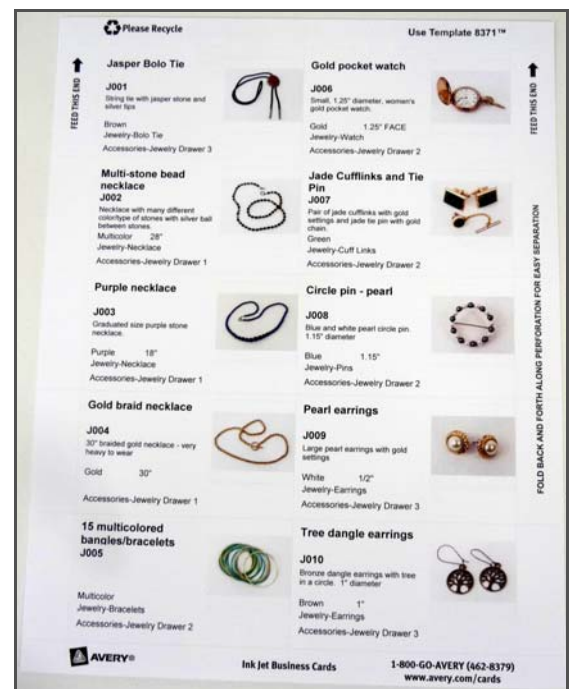 Please Recycle
Use Template 8371™
FEED THIS END
Jasper Bolo Tie
J001
String tie with jasper stone and
silver tips
Brown
Jewelry-Bolo Tie
Accessories-Jewelry Drawer 3
Gold pocket watch
J006
Small, 1.25" diameter, women's
gold pocket watch.
Gold 1.25" FACE
Jewelry-Watch
Accessories-Jewelry Drawer 2
FEED THIS END
Multi-stone bead
necklace
J002
Necklace with many different
color/type of stones with silver ball
between stones.
Multicolor 28"
Jewelry-Necklace
Accessories-Jewelry Drawer 1
Jade Cufflinks and Tie
Pin
J007
Pair of jade cufflinks with gold
settings and jade tie pin with gold
chain.
Green
Jewelry-Cuff Links
Accessories-Jewelry Drawer 2
Purple necklace
J003
Graduated size purple stone
necklace.
Purple 18"
Jewelry-Necklace
Accessories-Jewelry Drawer 1
Circle pin - pearl
J008
Blue and white pearl circle pin.
1.15" diameter
Blue 1.15"
Jewelry-Pins
Accessories-Jewelry Drawer 2
FOLD BACK AND FORTH ALONG PERFORATION FOR EASY SEPARATION
Gold braid necklace
J004
30" braided gold necklace - very
heavy to wear
Gold 30"
Accessories-Jewelry Drawer 1
Pearl earrings
J009
Large pearl earrings with gold
settings
White 1/2"
Jewelry-Earrings
Accessories-Jewelry Drawer 3
15 multicolored
bangles/bracelets
J005
Multicolor
Jewelry-Bracelets
Accessories-Jewelry Drawer 2
Tree dangle earrings
J010
Bronze dangle earrings with tree
in a circle. 1" diameter
Brown 1"
Jewelry-Earrings
Accessories-Jewelry Drawer 3
AVERY®
Ink Jet Business Cards
1-800-GO-AVERY (462-8379)
www.avery.com/cards